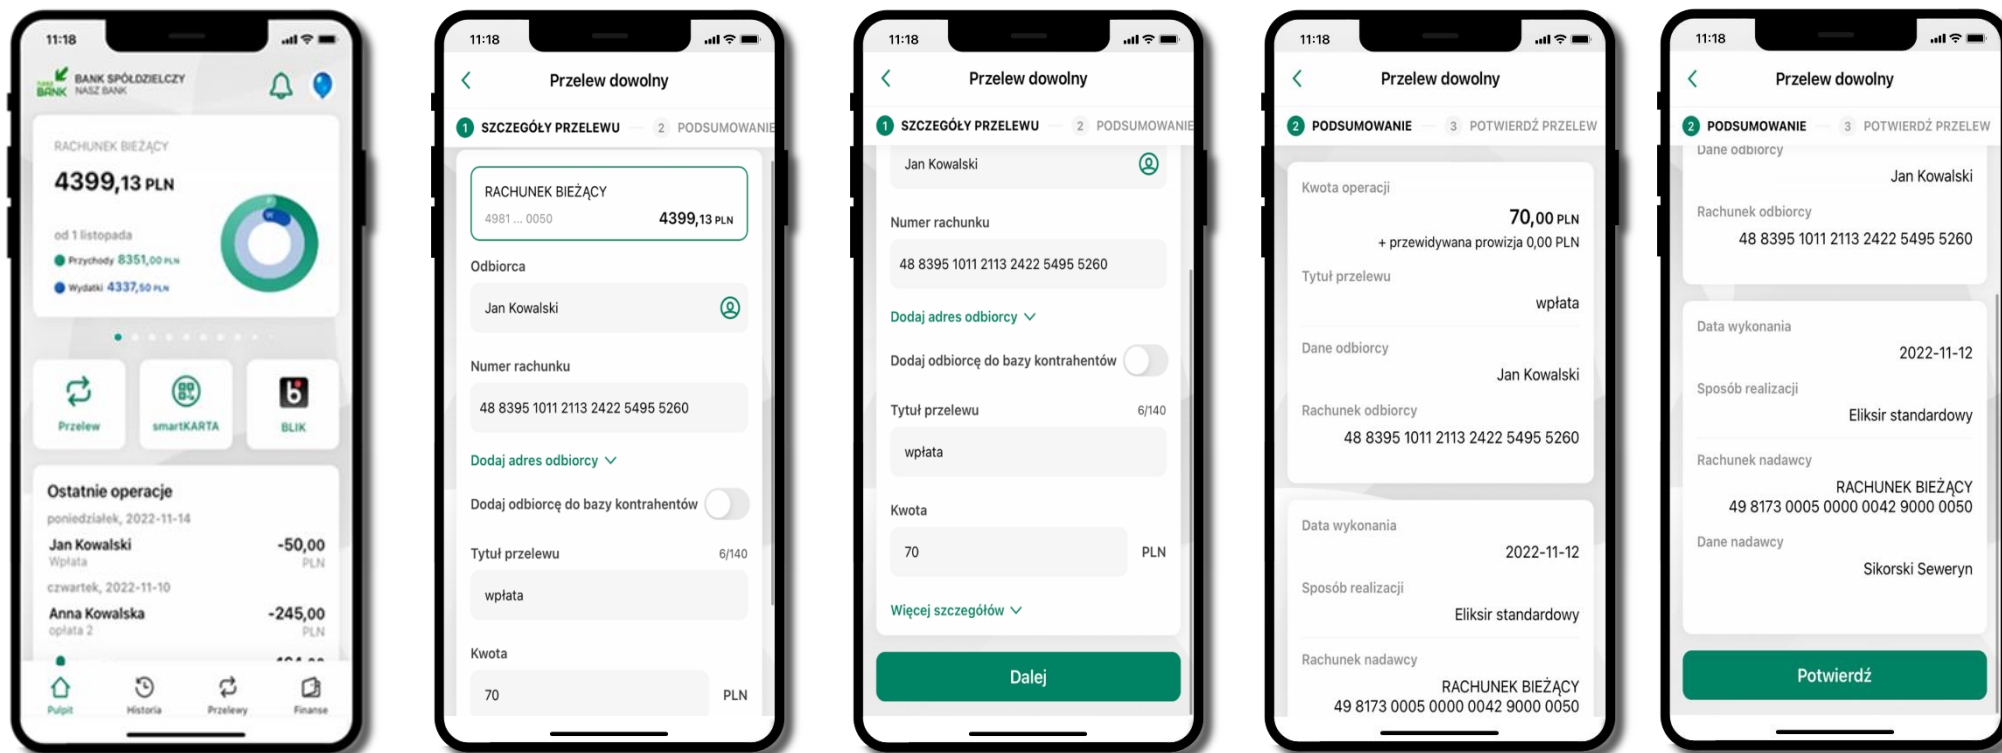 11:18
BANK SPÓŁDZIELCZY
NASZ BANK
NASZ
BANK
RACHUNEK BIEŻĄCY
4399,13 PLN
od 1 listopada
Przychody 8351,00 PLN
Wydatki 4337,50 PLN
Przelew
smartKARTA
BLIK
Ostatnie operacje
poniedziałek, 2022-11-14
Jan Kowalski -50,00
Wpłata PLN
czwartek, 2022-11-10
Anna Kowalska -245,00
opłata 2 PLN
Pulpit Historia Przelewy Finanse
11:18
Przelew dowolny
1 SZCZEGÓŁY PRZELEWU 2 PODSUMOWANIE
RACHUNEK BIEŻĄCY
4981 ... 0050 4399,13 PLN
Odbiorca
Jan Kowalski
Numer rachunku
48 8395 1011 2113 2422 5495 5260
Dodaj adres odbiorcy
Dodaj odbiorcę do bazy kontrahentów
Tytuł przelewu 6/140
wpłata
Kwota
70 PLN
11:18
Przelew dowolny
1 SZCZEGÓŁY PRZELEWU 2 PODSUMOWANIE
Jan Kowalski
Numer rachunku
48 8395 1011 2113 2422 5495 5260
Dodaj adres odbiorcy
Dodaj odbiorcę do bazy kontrahentów
Tytuł przelewu 6/140
wpłata
Kwota
70 PLN
Więcej szczegółów
Dalej
11:18
Przelew dowolny
2 PODSUMOWANIE 3 POTWIERDŹ PRZELEW
Kwota operacji
70,00 PLN
+ przewidywana prowizja 0,00 PLN
Tytuł przelewu
wpłata
Dane odbiorcy
Jan Kowalski
Rachunek odbiorcy
48 8395 1011 2113 2422 5495 5260
Data wykonania
2022-11-12
Sposób realizacji
Eliksir standardowy
Rachunek nadawcy
RACHUNEK BIEŻĄCY
49 8173 0005 0000 0042 9000 0050
11:18
Przelew dowolny
2 PODSUMOWANIE 3 POTWIERDŹ PRZELEW
Dane odbiorcy
Jan Kowalski
Rachunek odbiorcy
48 8395 1011 2113 2422 5495 5260
Data wykonania
2022-11-12
Sposób realizacji
Eliksir standardowy
Rachunek nadawcy
RACHUNEK BIEŻĄCY
49 8173 0005 0000 0042 9000 0050
Dane nadawcy
Sikorski Seweryn
Potwierdź